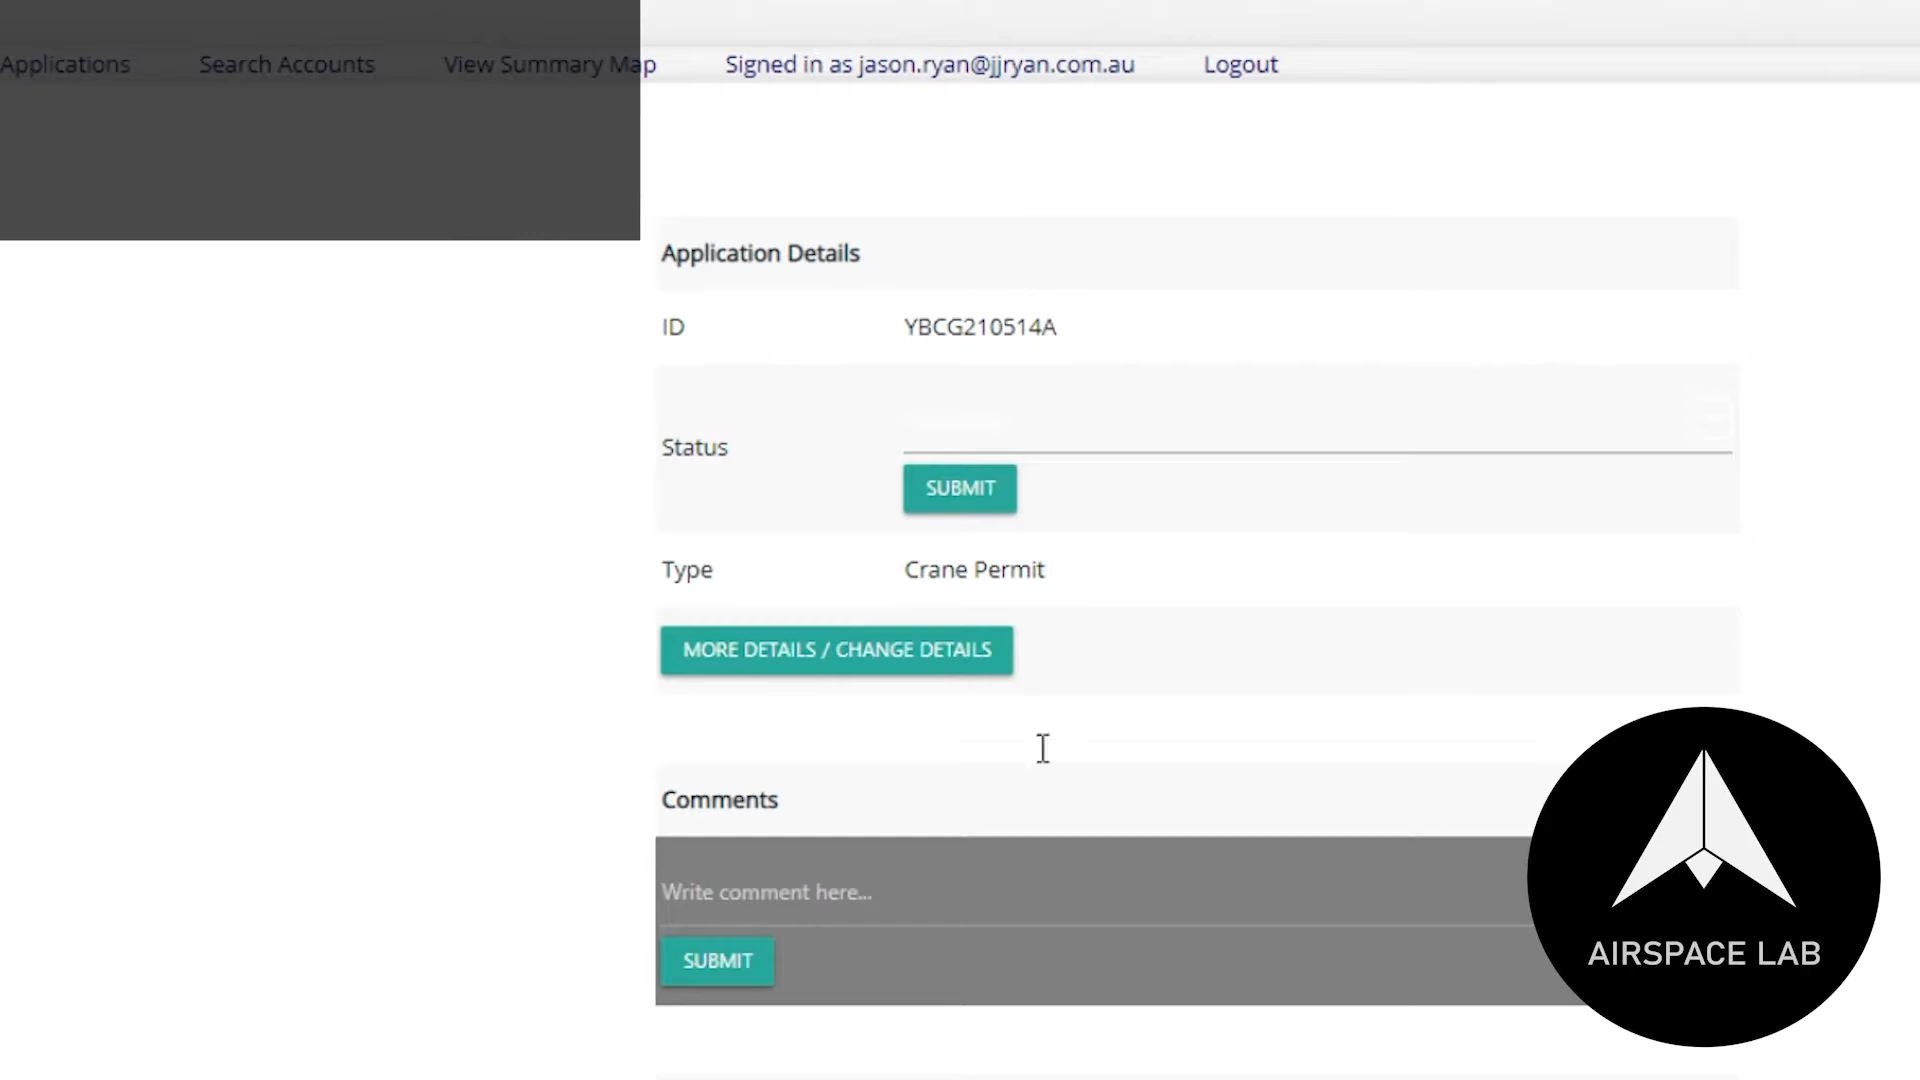 Applications Search Accounts View Summary Map Signed in as jason.ryan@jjryan.com.au Logout
Application Details
ID YBCG210514A
Status
SUBMIT
Type Crane Permit
MORE DETAILS / CHANGE DETAILS
Comments
Write comment here...
SUBMIT
AIRSPACE LAB